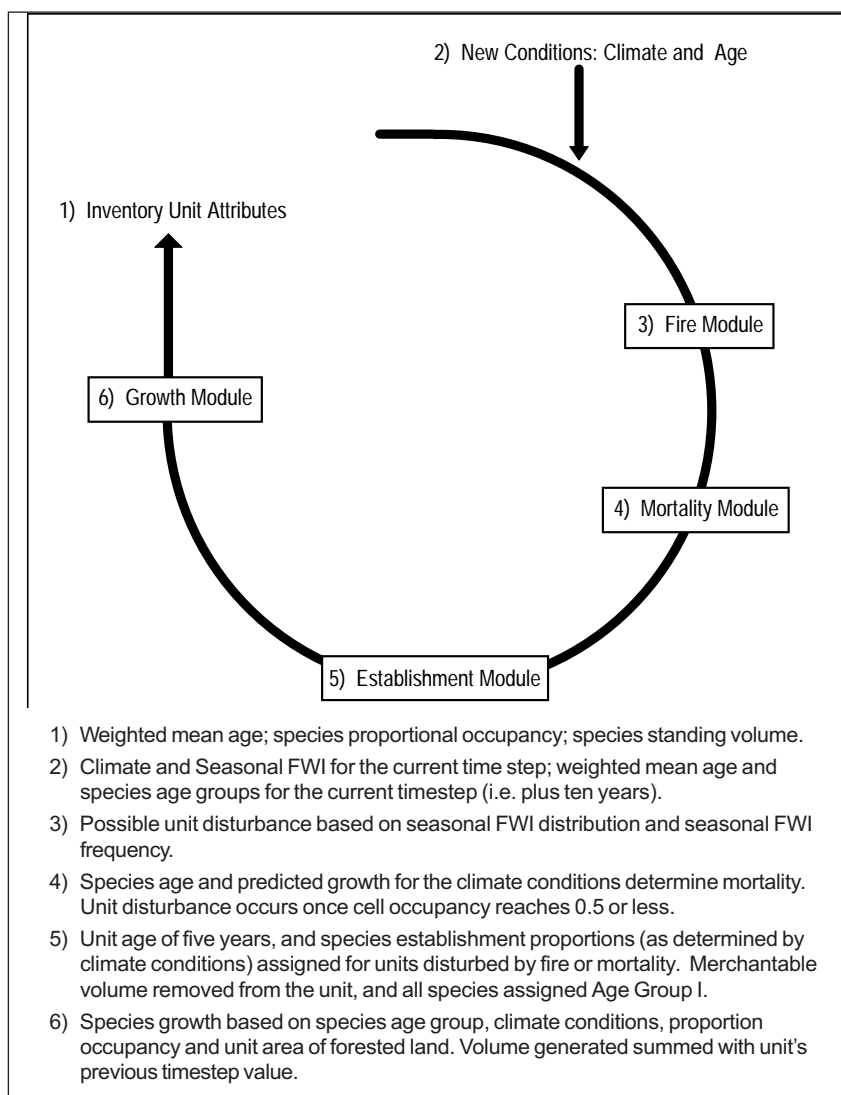 2) New Conditions: Climate and Age
1) Inventory Unit Attributes
3) Fire Module
6) Growth Module
4) Mortality Module
5) Establishment Module
1) Weighted mean age; species proportional occupancy; species standing volume.
2) Climate and Seasonal FWI for the current time step; weighted mean age and
species age groups for the current timestep (i.e. plus ten years).
3) Possible unit disturbance based on seasonal FWI distribution and seasonal FWI
frequency.
4) Species age and predicted growth for the climate conditions determine mortality.
Unit disturbance occurs once cell occupancy reaches 0.5 or less.
5) Unit age of five years, and species establishment proportions (as determined by
climate conditions) assigned for units disturbed by fire or mortality. Merchantable
volume removed from the unit, and all species assigned Age Group I.
6) Species growth based on species age group, climate conditions, proportion
occupancy and unit area of forested land. Volume generated summed with unit's
previous timestep value.